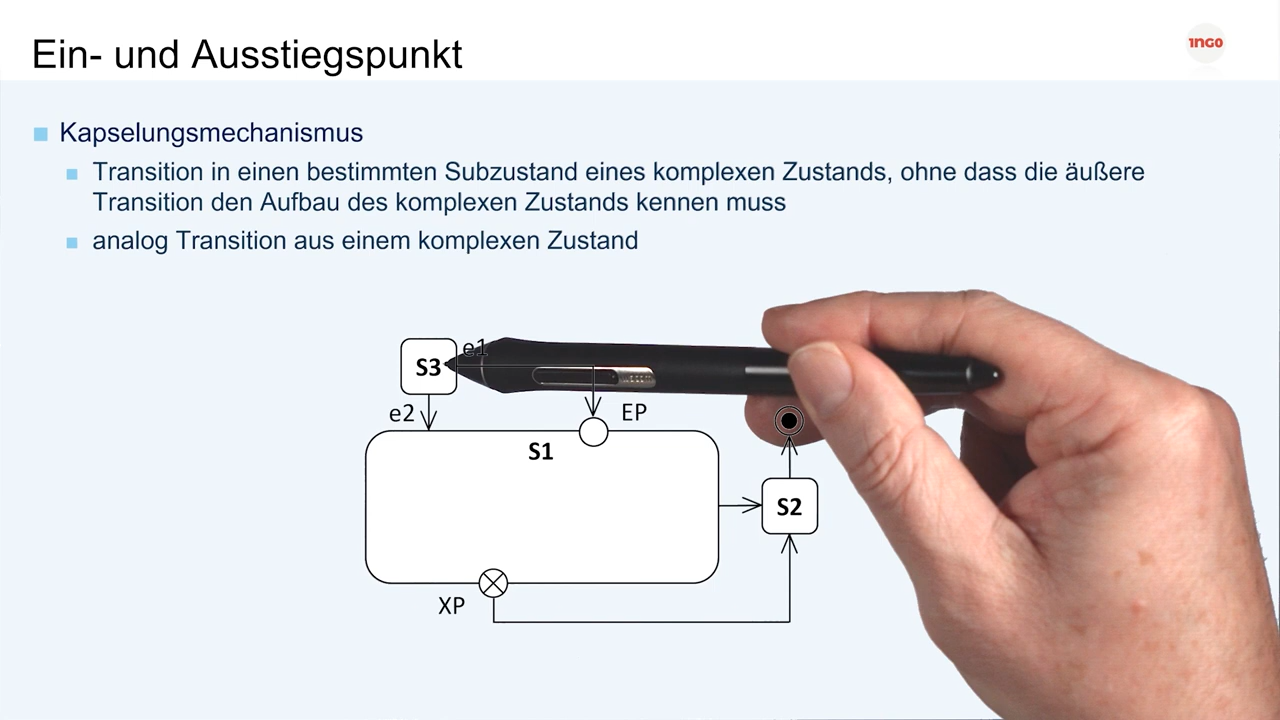 Ein- und Ausstiegspunkt
1NGO
Kapselungsmechanismus
Transition in einen bestimmten Subzustand eines komplexen Zustands, ohne dass die äußere
Transition den Aufbau des komplexen Zustands kennen muss
analog Transition aus einem komplexen Zustand
e1
S3
e2
EP
S1
S2
XP